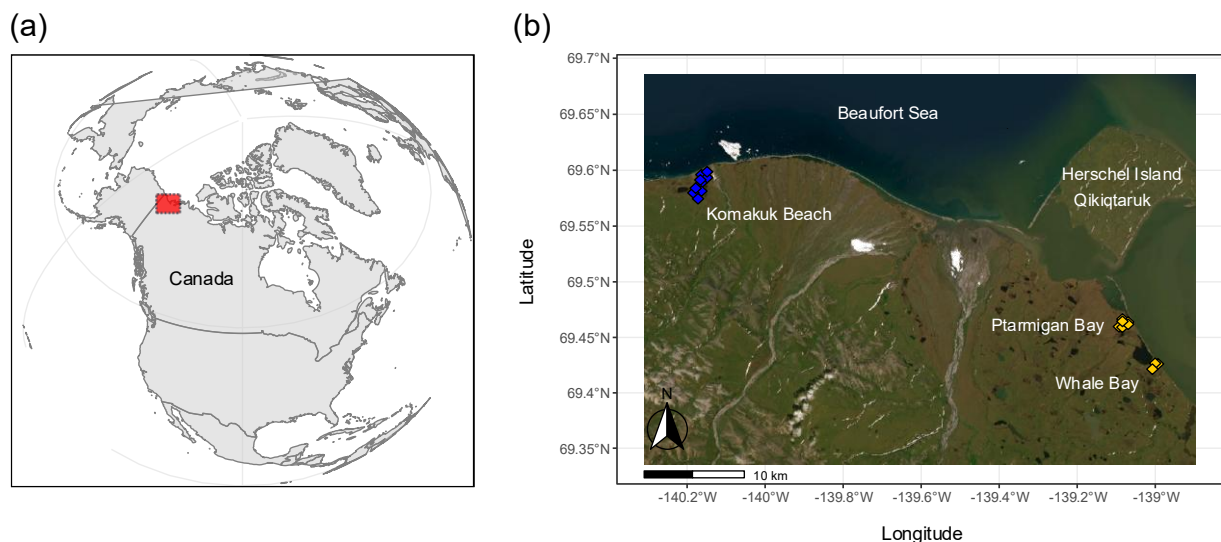 (a)
Canada
(b)
69.7°N
69.65°N
69.6°N
69.55°N
69.5°N
69.45°N
69.4°N
69.35°N
Latitude
Beaufort Sea
Herschel Island
Qikiqtaruk
Komakuk Beach
Ptarmigan Bay
Whale Bay
N
10 km
-140.2°W -140°W -139.8°W -139.6°W -139.4°W -139.2°W -139°W
Longitude